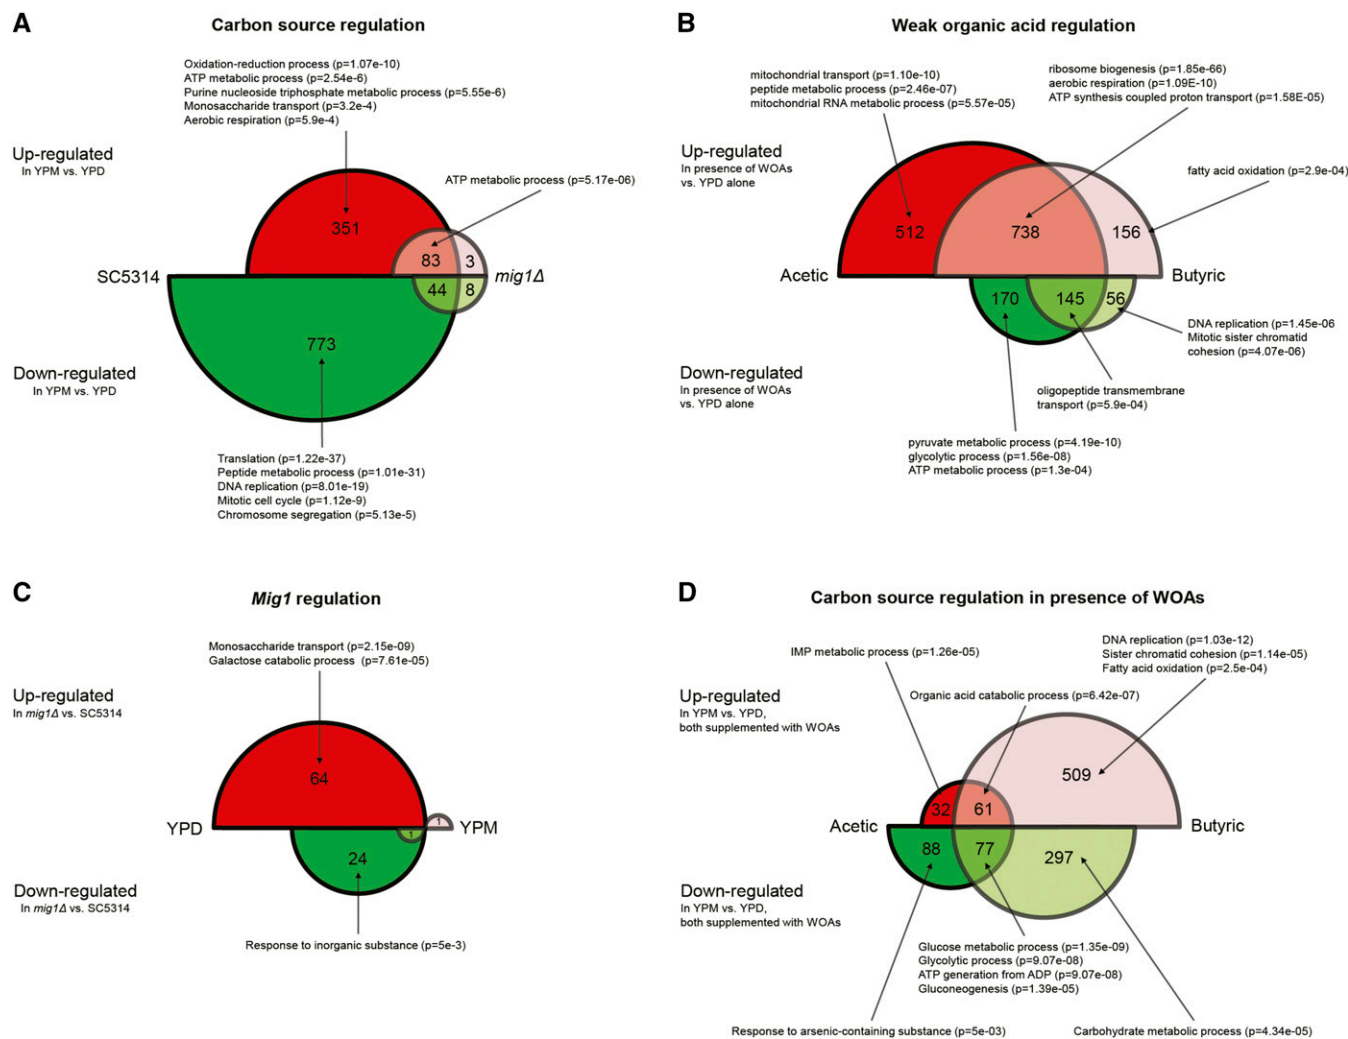 A
Carbon source regulation
Oxidation-reduction process (p=1.07e-10)
ATP metabolic process (p=2.54e-6)
Purine nucleoside triphosphate metabolic process (p=5.55e-6)
Monosaccharide transport (p=3.2e-4)
Aerobic respiration (p=5.9e-4)
Up-regulated
In YPM vs. YPD
ATP metabolic process (p=5.17e-06)
351
83
3
SC5314
mig1Δ
44
8
773
Down-regulated
In YPM vs. YPD
Translation (p=1.22e-37)
Peptide metabolic process (p=1.01e-31)
DNA replication (p=8.01e-19)
Mitotic cell cycle (p=1.12e-9)
Chromosome segregation (p=5.13e-5)
B
Weak organic acid regulation
mitochondrial transport (p=1.10e-10)
peptide metabolic process (p=2.46e-07)
mitochondrial RNA metabolic process (p=5.57e-05)
ribosome biogenesis (p=1.85e-66)
aerobic respiration (p=1.09E-10)
ATP synthesis coupled proton transport (p=1.58E-05)
Up-regulated
In presence of WOAs
vs. YPD alone
fatty acid oxidation (p=2.9e-04)
512
738
156
Acetic
Butyric
170
145
56
DNA replication (p=1.45e-06
Mitotic sister chromatid
cohesion (p=4.07e-06)
Down-regulated
In presence of WOAs
vs. YPD alone
oligopeptide transmembrane
transport (p=5.9e-04)
pyruvate metabolic process (p=4.19e-10)
glycolytic process (p=1.56e-08)
ATP metabolic process (p=1.3e-04)
C
Mig1 regulation
Monosaccharide transport (p=2.15e-09)
Galactose catabolic process (p=7.61e-05)
Up-regulated
In mig1Δ vs. SC5314
64
1
YPD
YPM
1
24
Down-regulated
In mig1Δ vs. SC5314
Response to inorganic substance (p=5e-3)
D
Carbon source regulation in presence of WOAs
IMP metabolic process (p=1.26e-05)
DNA replication (p=1.03e-12)
Sister chromatid cohesion (p=1.14e-05)
Fatty acid oxidation (p=2.5e-04)
Organic acid catabolic process (p=6.42e-07)
Up-regulated
In YPM vs. YPD,
both supplemented with WOAs
509
32
61
Acetic
Butyric
88
77
297
Down-regulated
In YPM vs. YPD,
both supplemented with WOAs
Glucose metabolic process (p=1.35e-09)
Glycolytic process (p=9.07e-08)
ATP generation from ADP (p=9.07e-08)
Gluconeogenesis (p=1.39e-05)
Response to arsenic-containing substance (p=5e-03)
Carbohydrate metabolic process (p=4.34e-05)